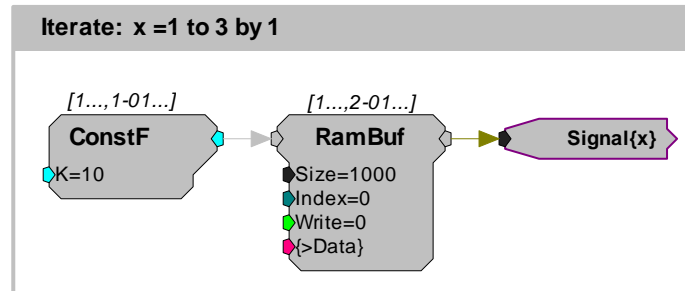 Iterate: x =1 to 3 by 1
[1...,1-01...]
[1...,2-01...]
ConstF
RamBuf
Signal{x}
K=10
Size=1000
Index=0
Write=0
{>Data}